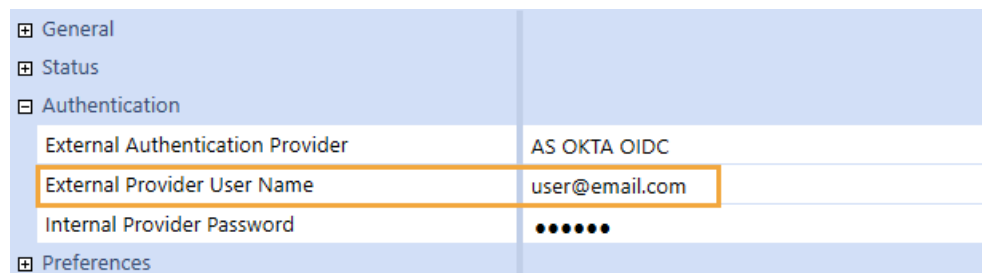 General
Status
Authentication
External Authentication Provider AS OKTA OIDC
External Provider User Name user@email.com
Internal Provider Password ●●●●●●
Preferences